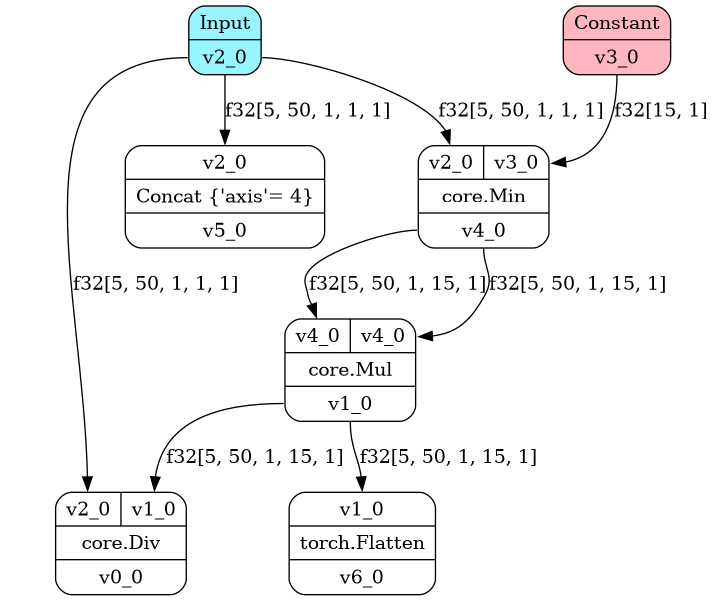 Input
v2_0
Constant
v3_0
f32[5, 50, 1, 1, 1]
f32[5, 50, 1, 1, 1]
f32[15, 1]
v2_0
Concat {'axis'= 4}
v5_0
v2_0 v3_0
core.Min
v4_0
f32[5, 50, 1, 1, 1]
f32[5, 50, 1, 15, 1]
f32[5, 50, 1, 15, 1]
v4_0 v4_0
core.Mul
v1_0
f32[5, 50, 1, 15, 1]
f32[5, 50, 1, 15, 1]
v2_0 v1_0
core.Div
v0_0
v1_0
torch.Flatten
v6_0